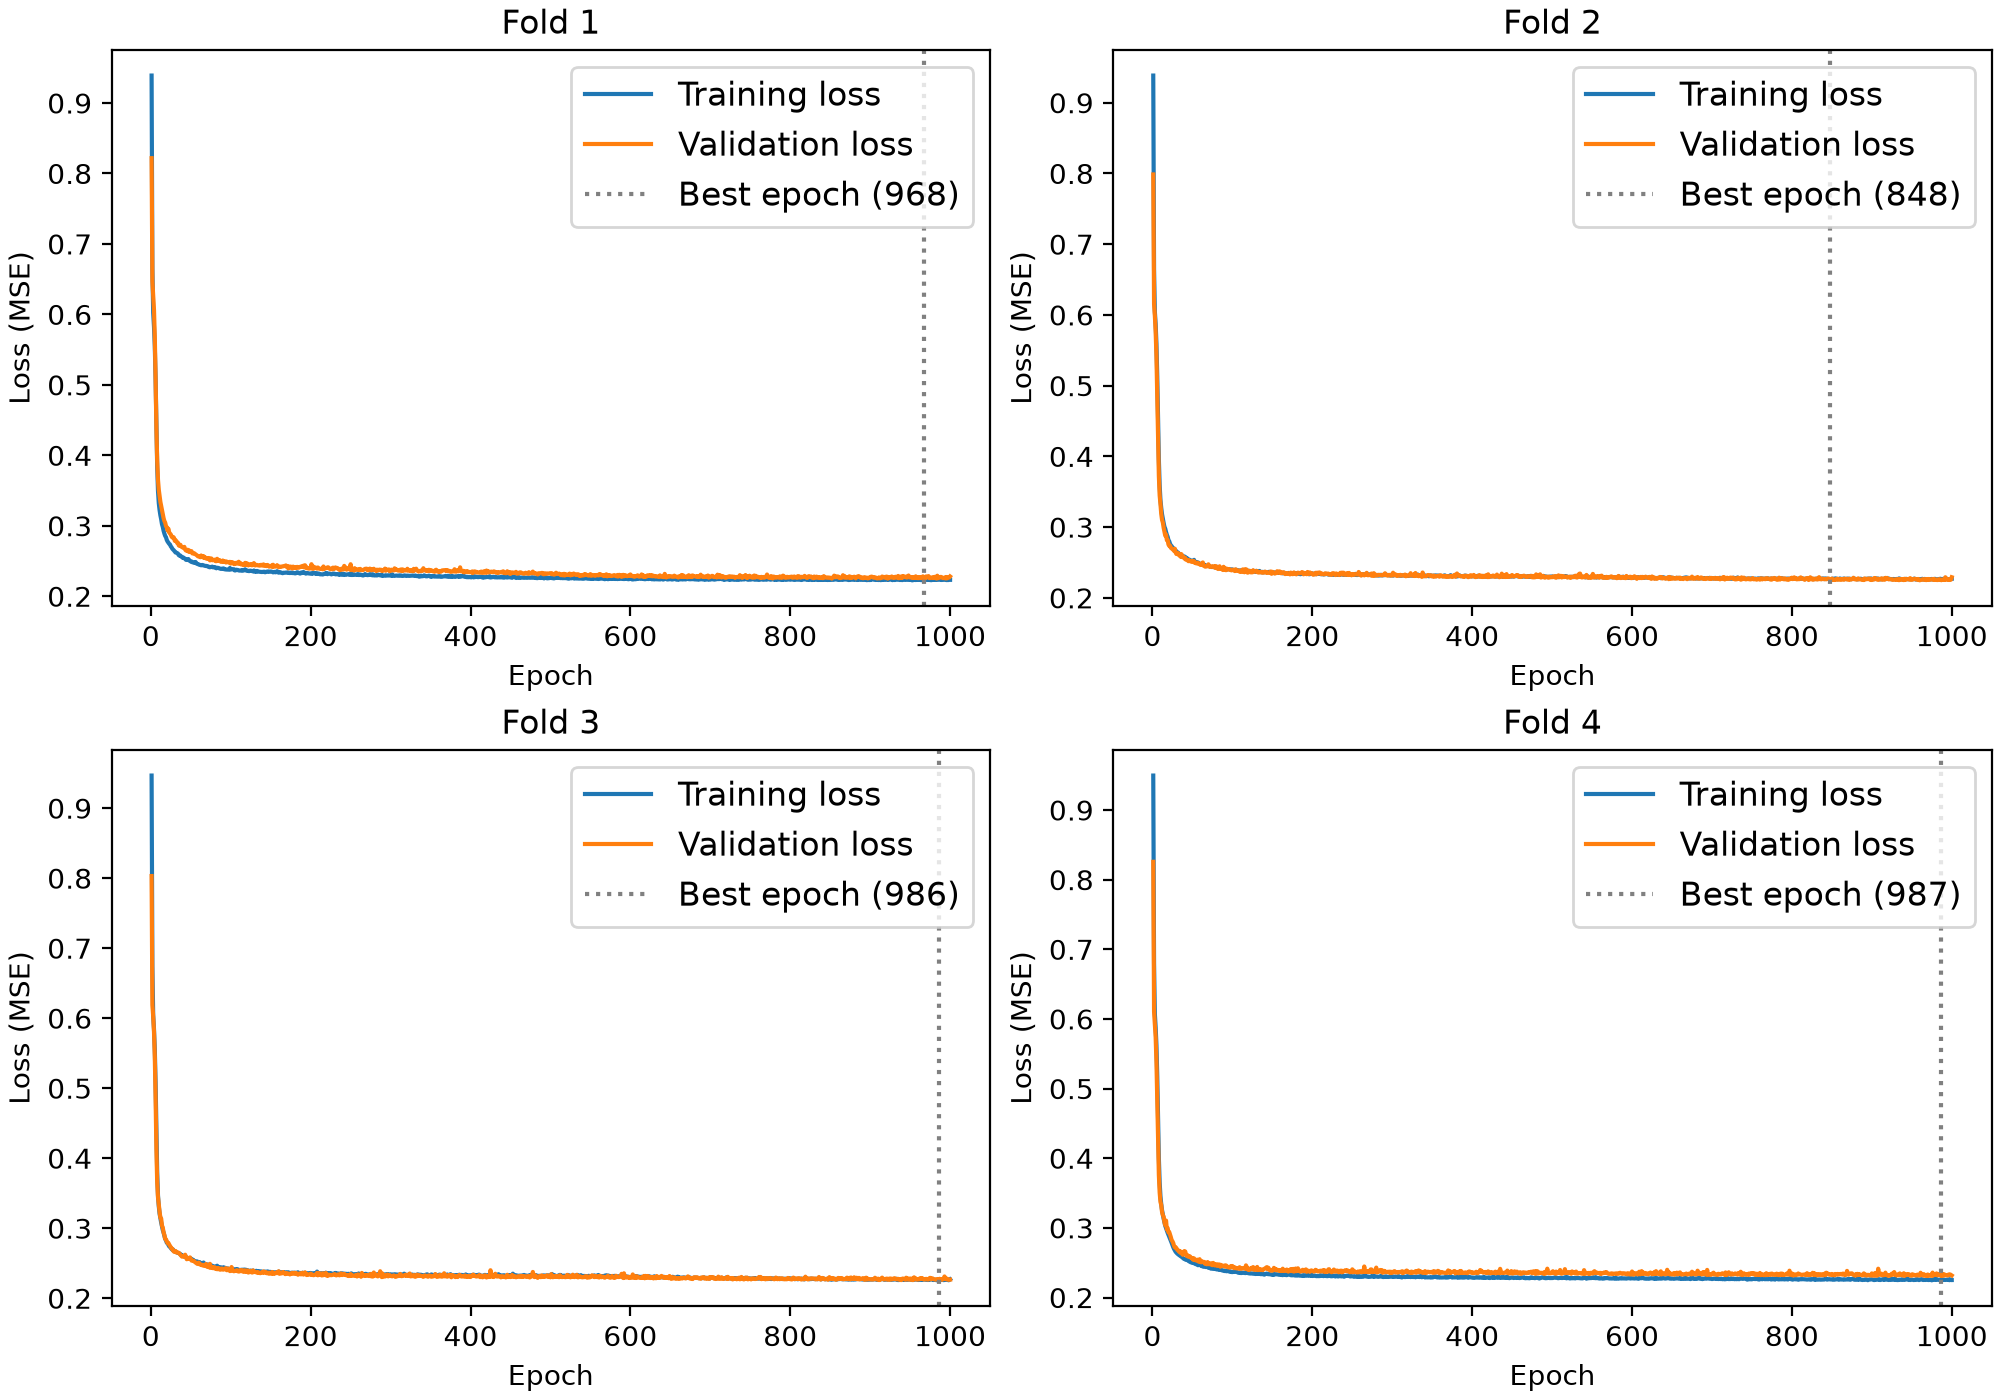 Fold 1
Loss (MSE)
0.9
0.8
0.7
0.6
0.5
0.4
0.3
0.2
Training loss
Validation loss
Best epoch (968)
0 200 400 600 800 1000
Epoch
Fold 2
Loss (MSE)
0.9
0.8
0.7
0.6
0.5
0.4
0.3
0.2
Training loss
Validation loss
Best epoch (848)
0 200 400 600 800 1000
Epoch
Fold 3
Loss (MSE)
0.9
0.8
0.7
0.6
0.5
0.4
0.3
0.2
Training loss
Validation loss
Best epoch (986)
0 200 400 600 800 1000
Epoch
Fold 4
Loss (MSE)
0.9
0.8
0.7
0.6
0.5
0.4
0.3
0.2
Training loss
Validation loss
Best epoch (987)
0 200 400 600 800 1000
Epoch